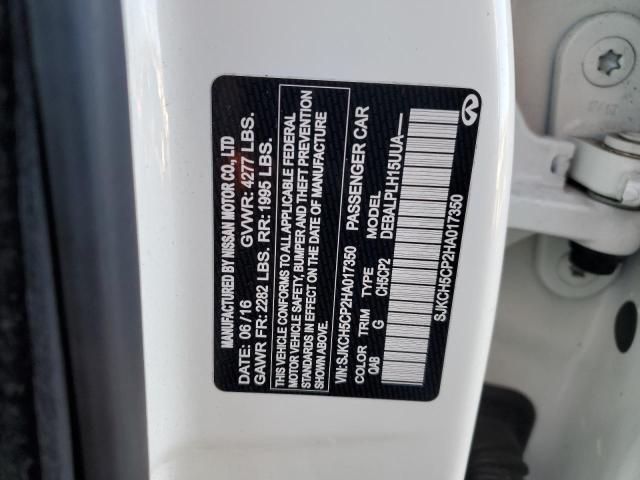 MANUFACTURED BY NISSAN MOTOR CO., LTD
DATE: 06/16 GVWR: 4277 LBS.
GAWR FR: 2282 LBS. RR: 1995 LBS.
THIS VEHICLE CONFORMS TO ALL APPLICABLE FEDERAL
MOTOR VEHICLE SAFETY, BUMPER AND THEFT PREVENTION
STANDARDS IN EFFECT ON THE DATE OF MANUFACTURE
SHOWN ABOVE.
VIN: SJKCH5CP2HA017350 PASSENGER CAR
COLOR TRIM TYPE MODEL
QAB G CH5CP2 DEBALPLH15UUA—
SJKCH5CP2HA017350